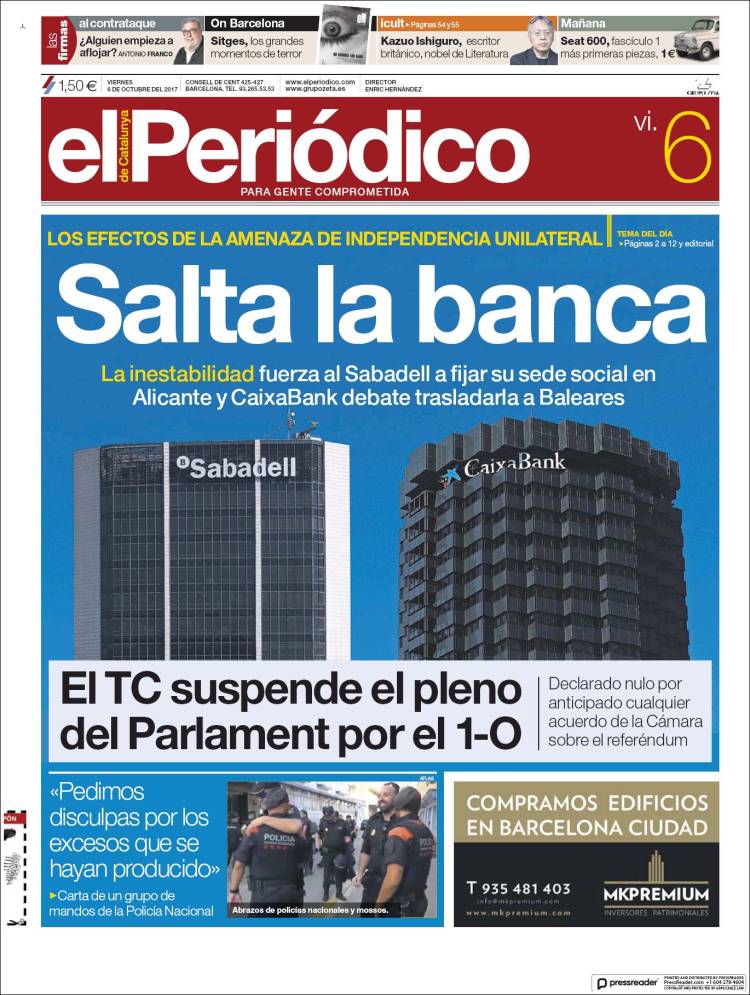 las firmas
al contrataque
¿Alguien empieza a
aflojar? ANTONIO FRANCO
On Barcelona
Sitges, los grandes
momentos de terror
icult ▸Páginas 54 y 55
Kazuo Ishiguro, escritor
británico, nobel de Literatura
Mañana
Seat 600, fascículo 1
más primeras piezas, 1 €
1,50 €
VIERNES
6 DE OCTUBRE DEL 2017
CONSELL DE CENT 425-427
BARCELONA. TEL. 93.265.53.53
www.elperiodico.com
www.grupozeta.es
DIRECTOR
ENRIC HERNÀNDEZ
GRUPO ZETA
el Periódico
de Catalunya
PARA GENTE COMPROMETIDA
vi. 6
LOS EFECTOS DE LA AMENAZA DE INDEPENDENCIA UNILATERAL
TEMA DEL DÍA
▸Páginas 2 a 12 y editorial
Salta la banca
La inestabilidad fuerza al Sabadell a fijar su sede social en
Alicante y CaixaBank debate trasladarla a Baleares
B Sabadell
CaixaBank
El TC suspende el pleno
del Parlament por el 1-O
Declarado nulo por
anticipado cualquier
acuerdo de la Cámara
sobre el referéndum
«Pedimos
disculpas por los
excesos que se
hayan producido»
▸Carta de un grupo de
mandos de la Policía Nacional
ATLAS
POLICIA
Abrazos de policías nacionales y mossos.
COMPRAMOS EDIFICIOS
EN BARCELONA CIUDAD
T 935 481 403
info@mkpremium.com
www.mkpremium.com
MKPREMIUM
INVERSORES PATRIMONIALES
PÓN
pressreader
PRINTED AND DISTRIBUTED BY PRESSREADER
PressReader.com +1 604 278 4604
COPYRIGHT AND PROTECTED BY APPLICABLE LAW